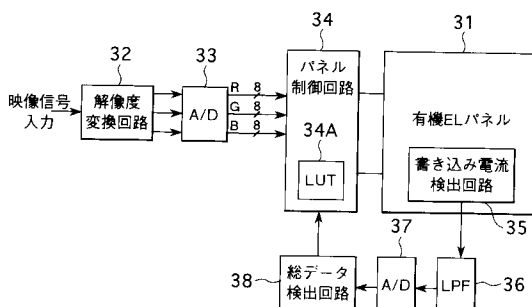 34
31
32
33
映像信号
入力
解像度
変換回路
A/D
R 8
G 8
B 8
パネル
制御回路
34A
LUT
有機ELパネル
書き込み電流
検出回路
35
37
38
総データ
検出回路
A/D
LPF
36